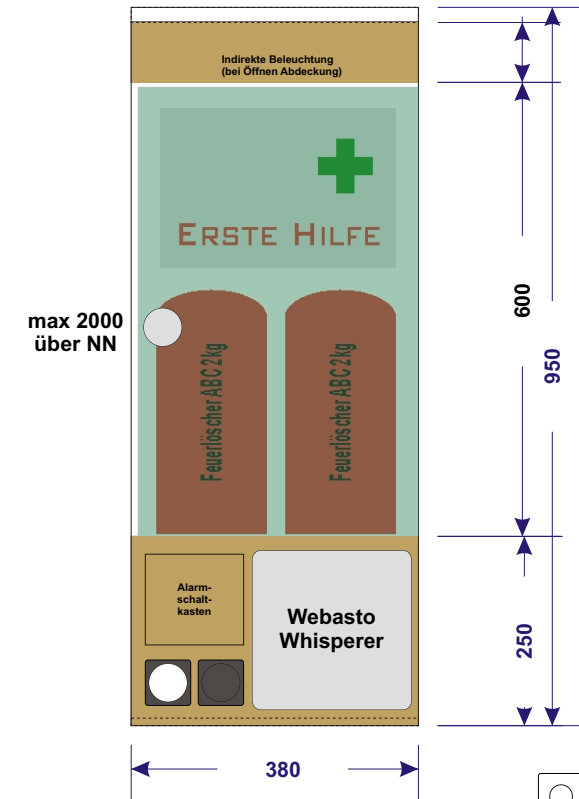 Indirekte Beleuchtung
(bei Öffnen Abdeckung)
ERSTE HILFE
max 2000
über NN
Feuerlöscher ABC 2kg
Feuerlöscher ABC 2kg
600
950
Alarm-
schalt-
kasten
Webasto
Whisperer
250
380